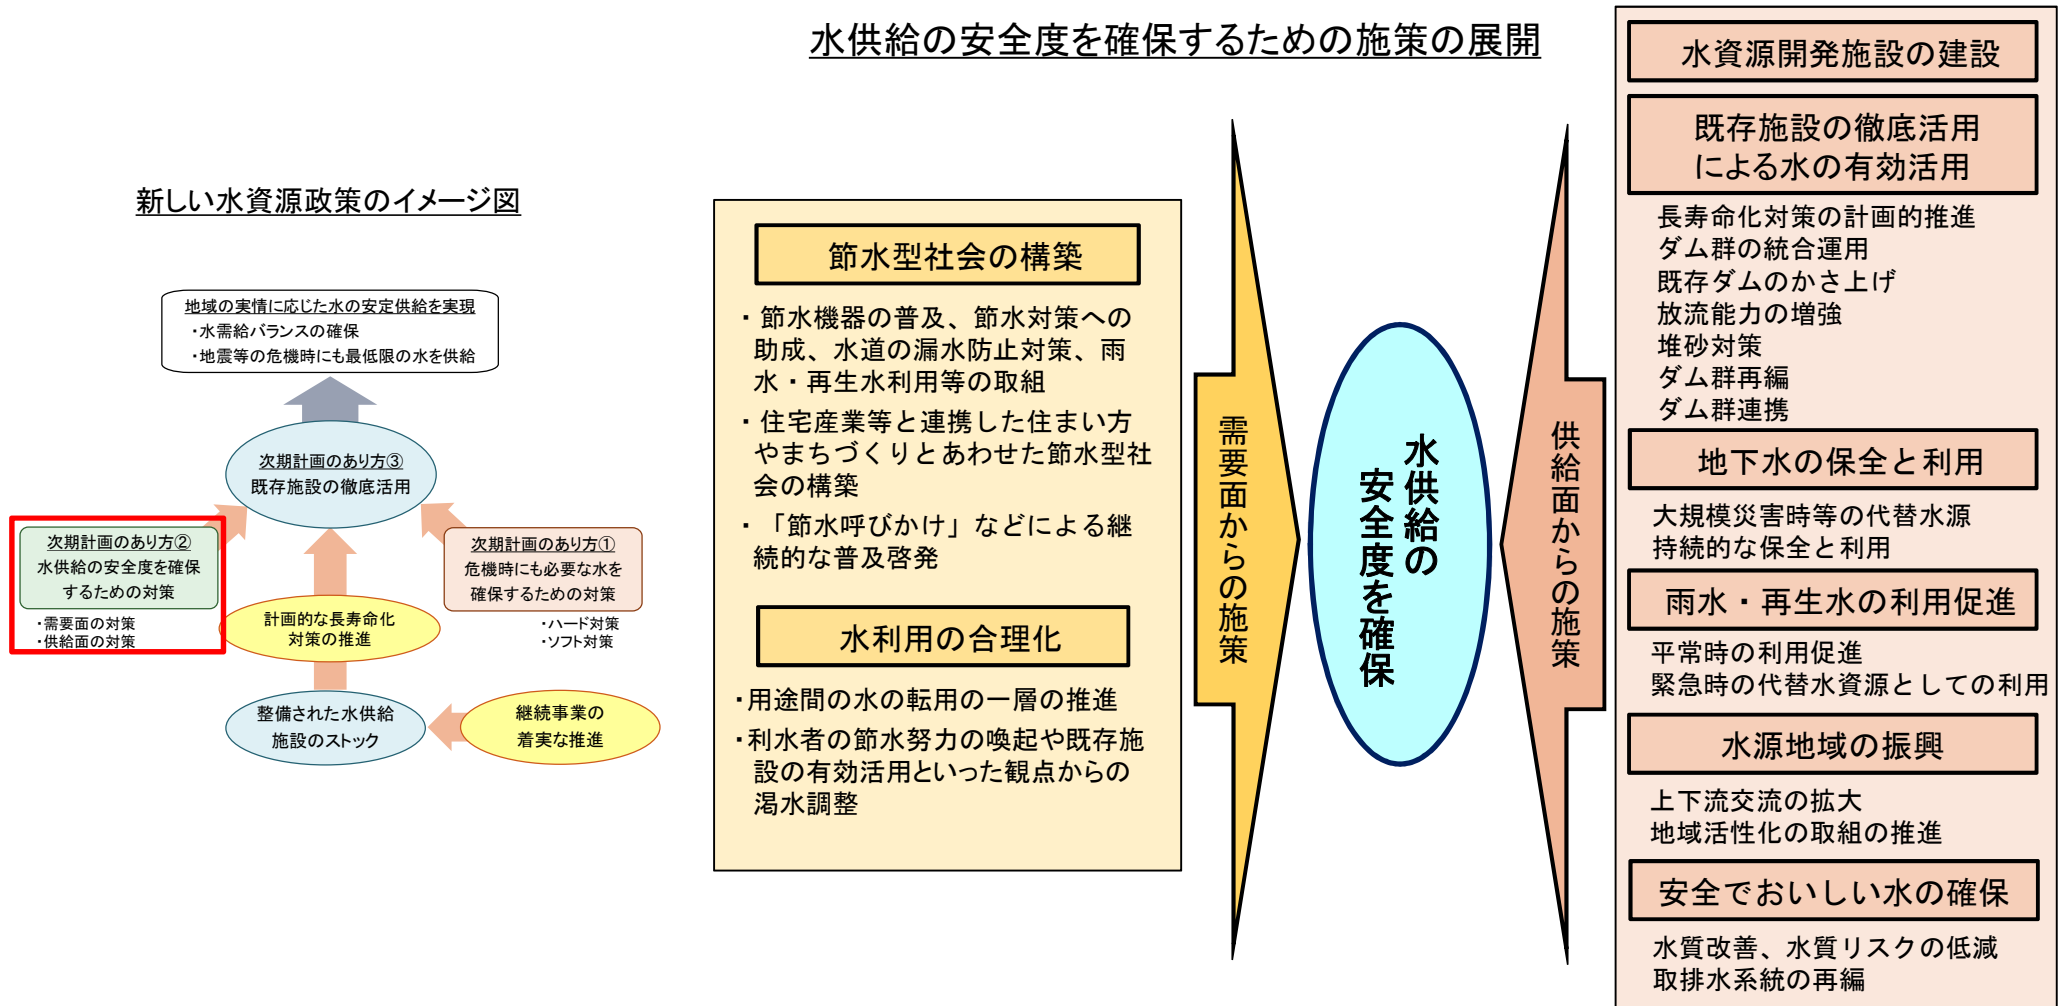 水供給の安全度を確保するための施策の展開
新しい水資源政策のイメージ図
地域の実情に応じた水の安定供給を実現
・水需給バランスの確保
・地震等の危機時にも最低限の水を供給
次期計画のあり方③
既存施設の徹底活用
次期計画のあり方②
水供給の安全度を確保
するための対策
・需要面の対策
・供給面の対策
次期計画のあり方①
危機時にも必要な水を
確保するための対策
・ハード対策
・ソフト対策
計画的な長寿命化
対策の推進
整備された水供給
施設のストック
継続事業の
着実な推進
節水型社会の構築
・節水機器の普及、節水対策への
助成、水道の漏水防止対策、雨
水・再生水利用等の取組
・住宅産業等と連携した住まい方
やまちづくりとあわせた節水型社
会の構築
・「節水呼びかけ」などによる継
続的な普及啓発
水利用の合理化
・用途間の水の転用の一層の推進
・利水者の節水努力の喚起や既存施
設の有効活用といった観点からの
渇水調整
需要面からの施策
水供給の
安全度を確保
供給面からの施策
水資源開発施設の建設
既存施設の徹底活用
による水の有効活用
長寿命化対策の計画的推進
ダム群の統合運用
既存ダムのかさ上げ
放流能力の増強
堆砂対策
ダム群再編
ダム群連携
地下水の保全と利用
大規模災害時等の代替水源
持続的な保全と利用
雨水・再生水の利用促進
平常時の利用促進
緊急時の代替水資源としての利用
水源地域の振興
上下流交流の拡大
地域活性化の取組の推進
安全でおいしい水の確保
水質改善、水質リスクの低減
取排水系統の再編